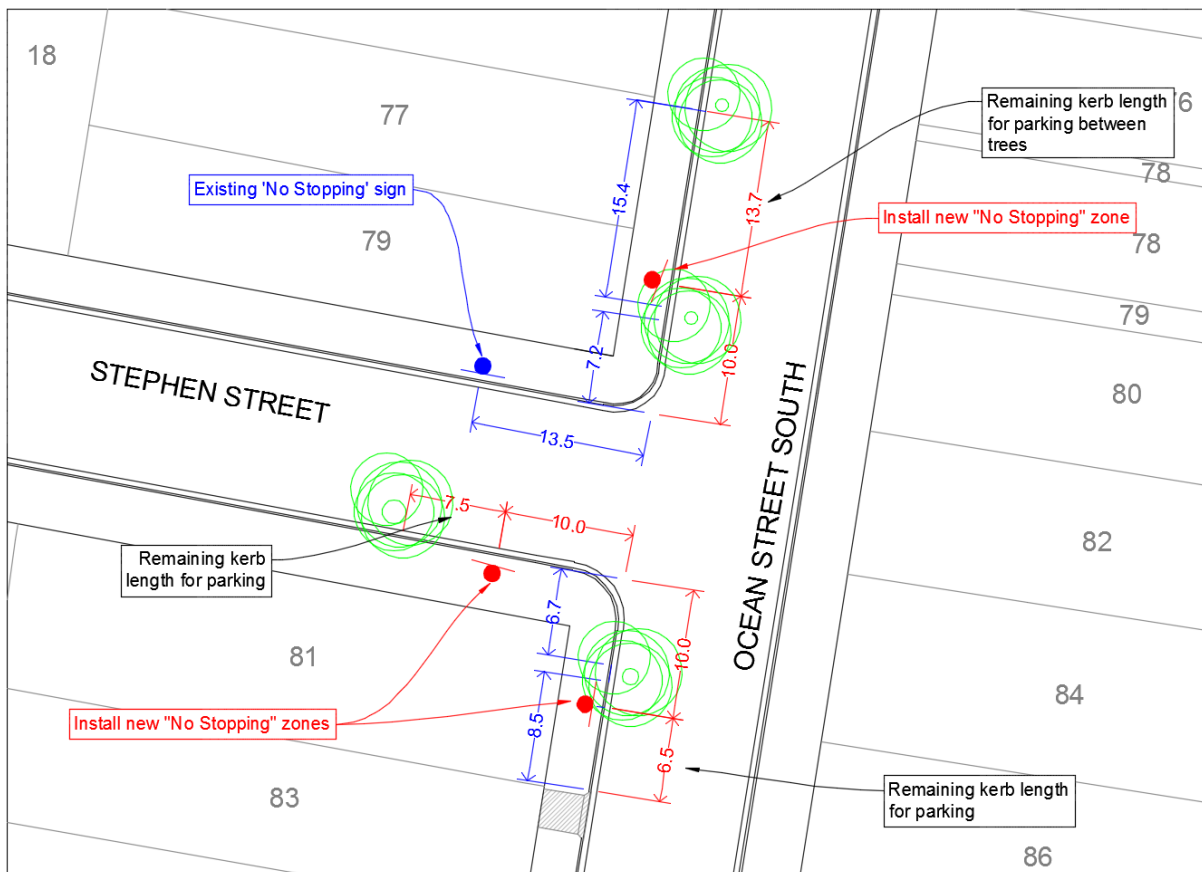 18
77
79
Existing 'No Stopping' sign
15.4
13.7
Remaining kerb length
for parking between
trees
76
78
78
79
Install new "No Stopping" zone
7.2
10.0
13.5
STEPHEN STREET
OCEAN STREET SOUTH
80
82
84
86
7.5
10.0
Remaining kerb
length for parking
6.7
10.0
81
Install new "No Stopping" zones
8.5
6.5
83
Remaining kerb length
for parking